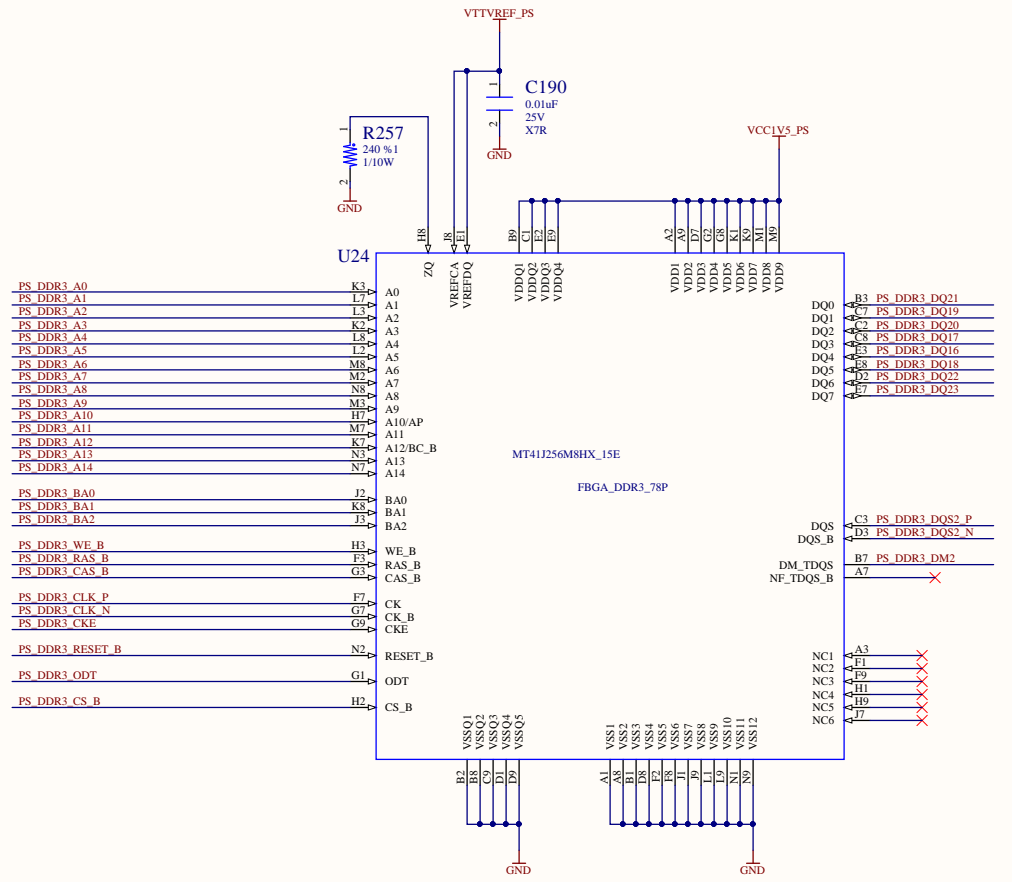 VTTVREF_PS
1
C190
0.01uF
25V
X7R
2
GND
1
R257
240 %1
1/10W
2
GND
VCC1V5_PS
H8 J8 E1 B9 C1 E2 E9 A2 A9 D7 G2 G8 K1 K9 M1 M9
U24
ZQ VREFCA VREFDQ VDDQ1 VDDQ2 VDDQ3 VDDQ4 VDD1 VDD2 VDD3 VDD4 VDD5 VDD6 VDD7 VDD8 VDD9
PS_DDR3_A0 K3 A0
PS_DDR3_A1 L7 A1
PS_DDR3_A2 L3 A2
PS_DDR3_A3 K2 A3
PS_DDR3_A4 L8 A4
PS_DDR3_A5 L2 A5
PS_DDR3_A6 M8 A6
PS_DDR3_A7 M2 A7
PS_DDR3_A8 N8 A8
PS_DDR3_A9 M3 A9
PS_DDR3_A10 H7 A10/AP
PS_DDR3_A11 M7 A11
PS_DDR3_A12 K7 A12/BC_B
PS_DDR3_A13 N3 A13
PS_DDR3_A14 N7 A14
PS_DDR3_BA0 J2 BA0
PS_DDR3_BA1 K8 BA1
PS_DDR3_BA2 J3 BA2
PS_DDR3_WE_B H3 WE_B
PS_DDR3_RAS_B F3 RAS_B
PS_DDR3_CAS_B G3 CAS_B
PS_DDR3_CLK_P F7 CK
PS_DDR3_CLK_N G7 CK_B
PS_DDR3_CKE G9 CKE
PS_DDR3_RESET_B N2 RESET_B
PS_DDR3_ODT G1 ODT
PS_DDR3_CS_B H2 CS_B
MT41J256M8HX_15E
FBGA_DDR3_78P
DQ0 B3 PS_DDR3_DQ21
DQ1 C7 PS_DDR3_DQ19
DQ2 C2 PS_DDR3_DQ20
DQ3 C8 PS_DDR3_DQ17
DQ4 E3 PS_DDR3_DQ16
DQ5 E8 PS_DDR3_DQ18
DQ6 D2 PS_DDR3_DQ22
DQ7 E7 PS_DDR3_DQ23
DQS C3 PS_DDR3_DQS2_P
DQS_B D3 PS_DDR3_DQS2_N
DM_TDQS B7 PS_DDR3_DM2
NF_TDQS_B A7
NC1 A3
NC2 F1
NC3 F9
NC4 H1
NC5 H9
NC6 J7
VSSQ1 VSSQ2 VSSQ3 VSSQ4 VSSQ5 VSS1 VSS2 VSS3 VSS4 VSS5 VSS6 VSS7 VSS8 VSS9 VSS10 VSS11 VSS12
B2 B8 C9 D1 D9 A1 A8 B1 D8 F2 F8 J1 J9 L1 L9 N1 N9
GND GND